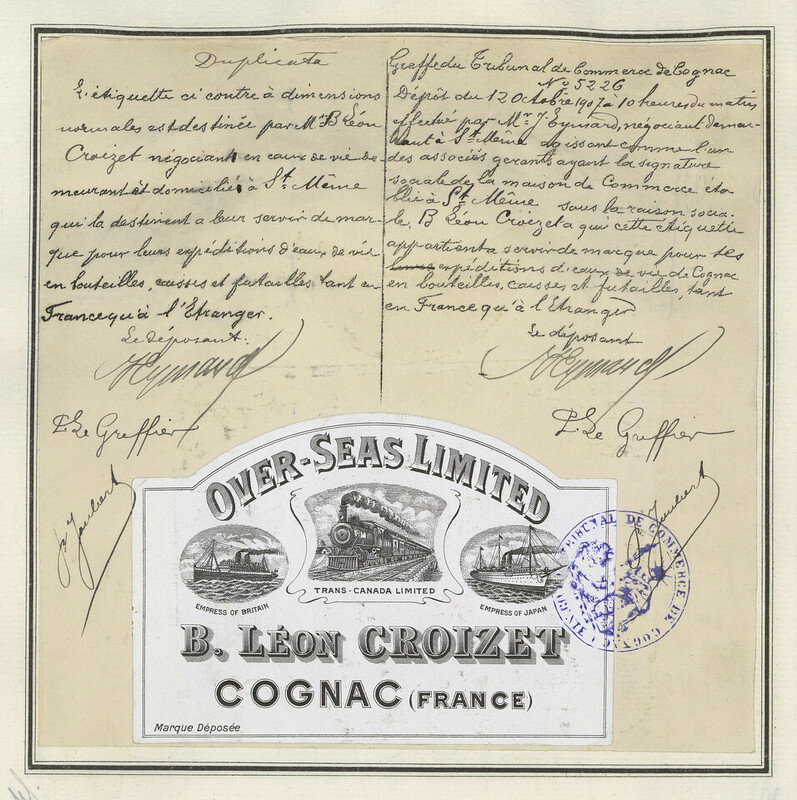 Duplicata
L'étiquette ci contre à dimensions
normales est destinée par Mr B Léon
Croizet négociant en eaux de vie de-
meurant et domicilié à St. Même
qui la destinent a leur servir de mar-
que pour leurs expéditions d'eaux de vie
en bouteilles, caisses et futailles tant en
France qu'à l'Etranger.
Le déposant.
J Eymard
P. Le Greffier
Joubert
Greffe du Tribunal de Commerce de Cognac
No 5226
Dépôt du 12 Octobre 1907 à 10 heures du matin
effectué par Mr. J. Eymard, négociant demeu-
rant à St. Même agissant comme l'un
des associés gerants ayant la signature
sociale de la maison de Commerce éta
blie à St Même sous la raison socia-
le, B Léon Croizet a qui cette étiquette
appartient a servir de marque pour ses
leurs expéditions d'eaux de vie de Cognac
en bouteilles, caisses et futailles, tant
en France qu'à l'Etranger
Le déposant
J Eymard
P. Le Greffier
Joubert
OVER-SEAS LIMITED
TRANS-CANADA LIMITED
EMPRESS OF BRITAIN
EMPRESS OF JAPAN
B. LÉON CROIZET
COGNAC (FRANCE)
Marque Déposée
TRIBUNAL DE COMMERCE DE COGNAC